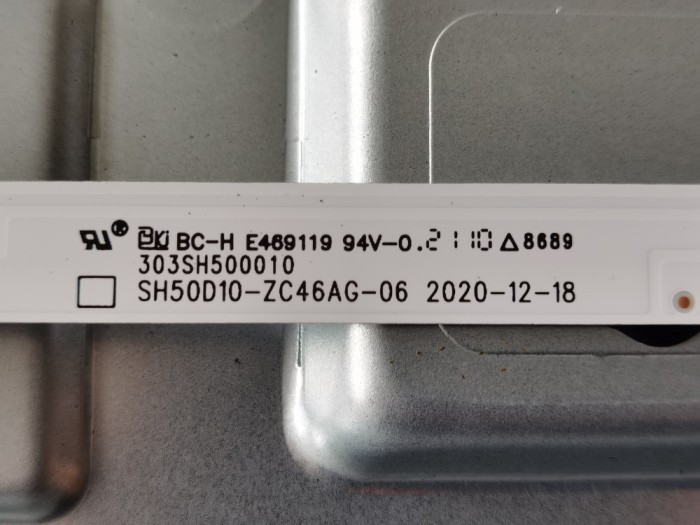 BC-H E469119 94V-0.2110 △8689
303SH500010
SH50D10-ZC46AG-06 2020-12-18